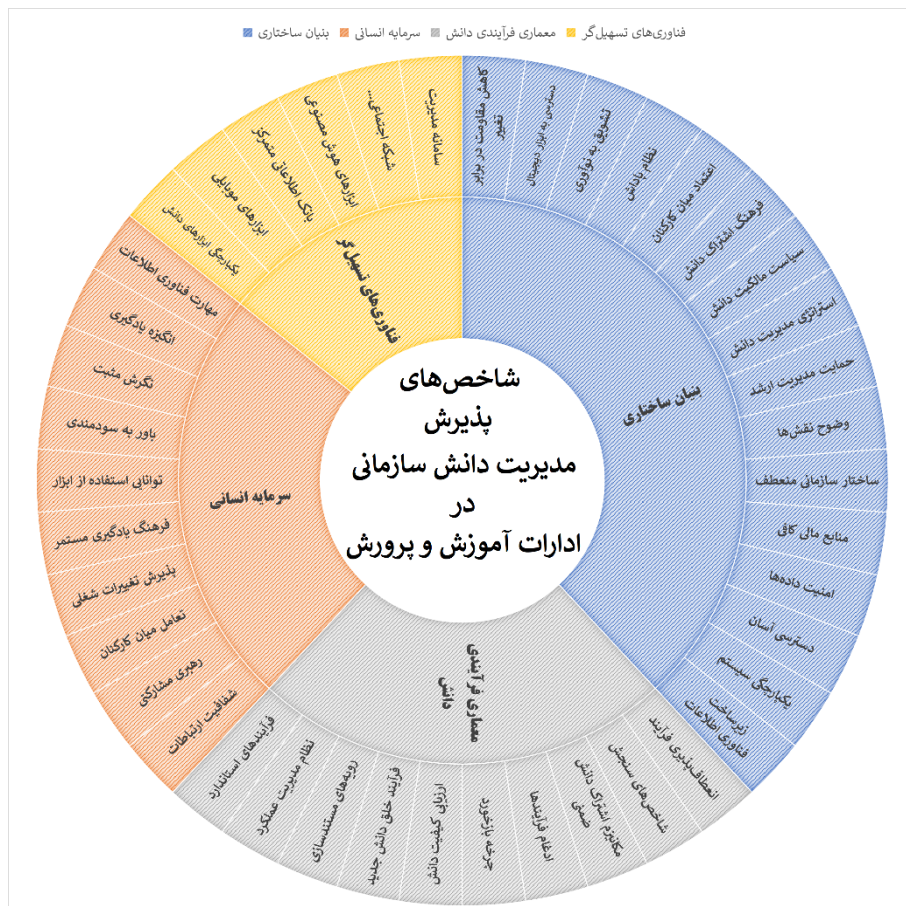 فناوری‌های تسهیل‌گر
معماری فرآیندی دانش
سرمایه انسانی
بنیان ساختاری
شاخص‌های
پذیرش
مدیریت دانش سازمانی
در
ادارات آموزش و پرورش
بنیان ساختاری
کاهش مقاومت در برابر
تغییر
دسترسی به ابزار دیجیتال
تشویق به نوآوری
نظام پاداش
اعتماد میان کارکنان
فرهنگ اشتراک دانش
سیاست مالکیت دانش
استراتژی مدیریت دانش
حمایت مدیریت ارشد
وضوح نقش‌ها
ساختار سازمانی منعطف
منابع مالی کافی
امنیت داده‌ها
دسترسی آسان
یکپارچگی سیستم
زیرساخت
فناوری اطلاعات
معماری فرآیندی
دانش
انعطاف‌پذیری فرآیند
شاخص‌های سنجش
مکانیزم اشتراک دانش
ضمنی
ادغام فرآیندها
چرخه بازخورد
ارزیابی کیفیت دانش
فرآیند خلق دانش جدید
رویه‌های مستندسازی
نظام مدیریت عملکرد
فرآیندهای استاندارد
سرمایه انسانی
شفافیت ارتباطات
رهبری مشارکتی
تعامل میان کارکنان
پذیرش تغییرات شغلی
فرهنگ یادگیری مستمر
توانایی استفاده از ابزار
باور به سودمندی
نگرش مثبت
انگیزه یادگیری
مهارت فناوری اطلاعات
فناوری‌های تسهیل‌گر
یکپارچگی ابزارهای دانش
ابزارهای موبایلی
بانک اطلاعاتی متمرکز
ابزارهای هوش مصنوعی
شبکه اجتماعی...
سامانه مدیریت